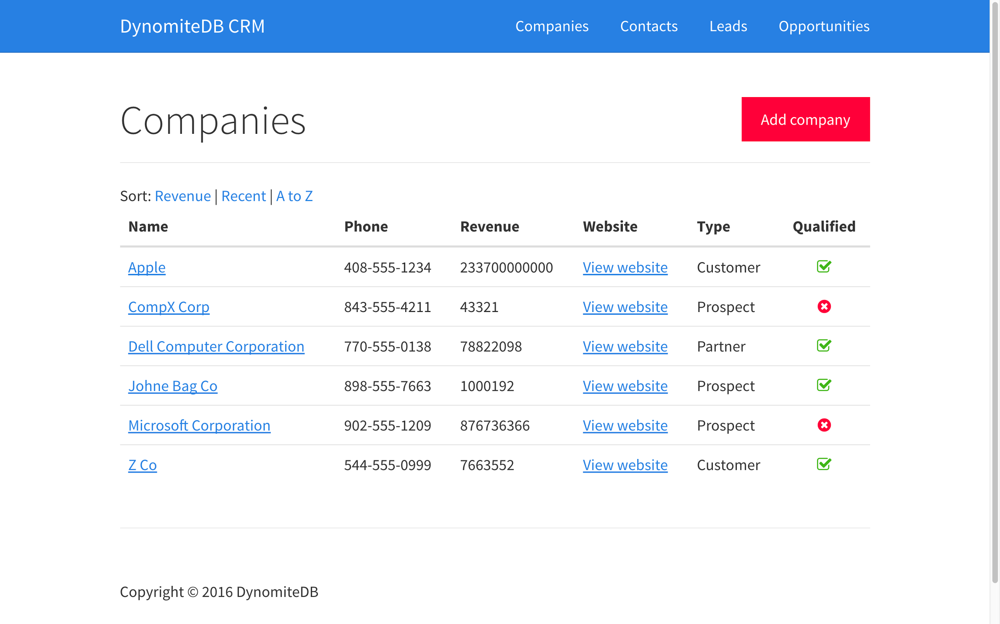 DynomiteDB CRM Companies Contacts Leads Opportunities
Companies Add company
Sort: Revenue | Recent | A to Z
Name Phone Revenue Website Type Qualified
Apple 408-555-1234 233700000000 View website Customer
CompX Corp 843-555-4211 43321 View website Prospect
Dell Computer Corporation 770-555-0138 78822098 View website Partner
Johne Bag Co 898-555-7663 1000192 View website Prospect
Microsoft Corporation 902-555-1209 876736366 View website Prospect
Z Co 544-555-0999 7663552 View website Customer
Copyright © 2016 DynomiteDB